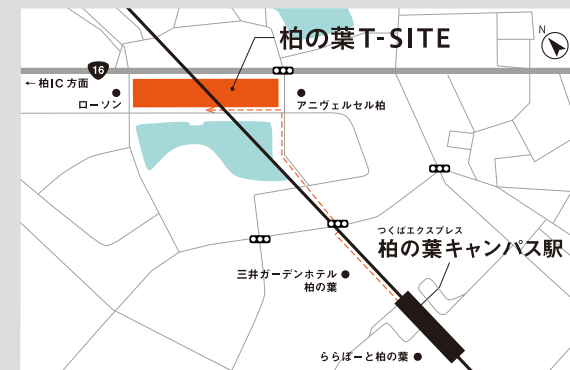 柏の葉T-SITE
N
16
←柏IC方面
ローソン
アニヴェルセル柏
つくばエクスプレス
柏の葉キャンパス駅
三井ガーデンホテル
柏の葉
ららぽーと柏の葉